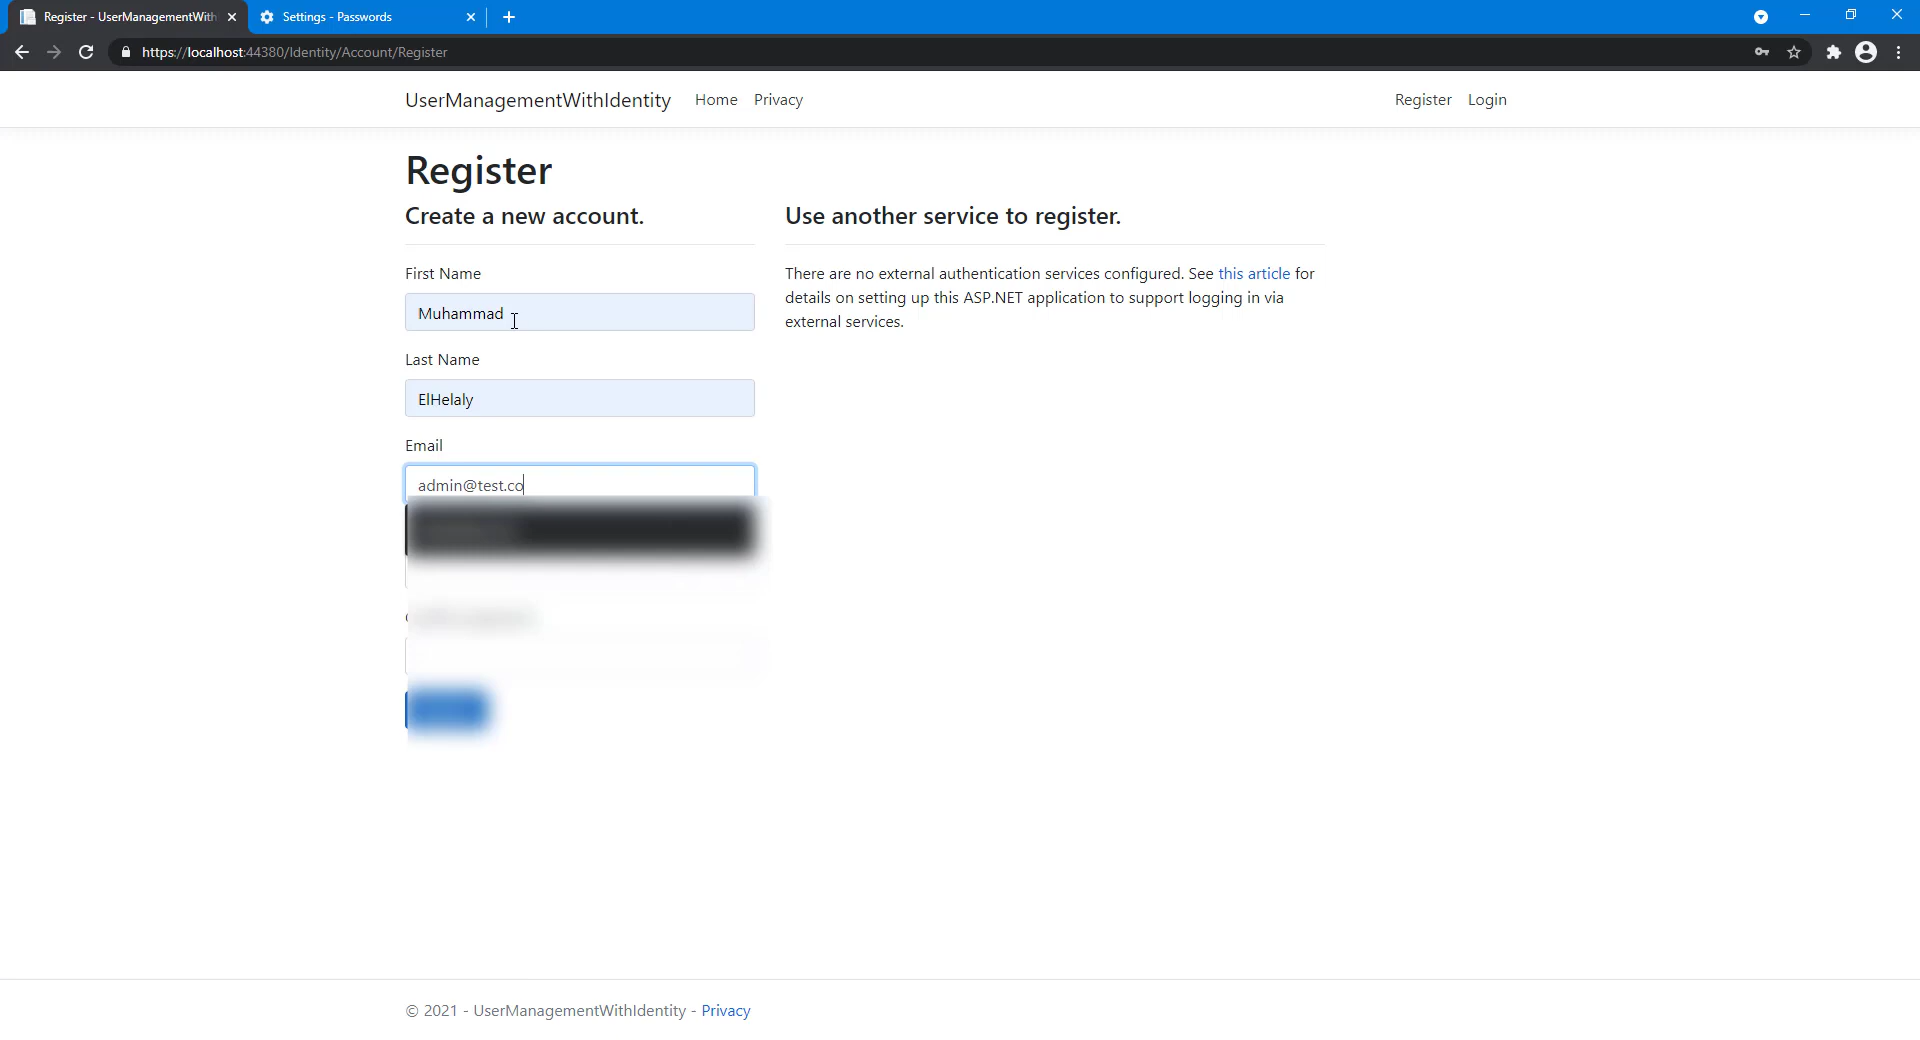 Register - UserManagementWith
Settings - Passwords
https://localhost:44380/Identity/Account/Register
UserManagementWithIdentity
Home
Privacy
Register
Login
Register
Create a new account.
First Name
Muhammad
Last Name
ElHelaly
Email
admin@test.co
Use another service to register.
There are no external authentication services configured. See this article for
details on setting up this ASP.NET application to support logging in via
external services.
© 2021 - UserManagementWithIdentity - Privacy